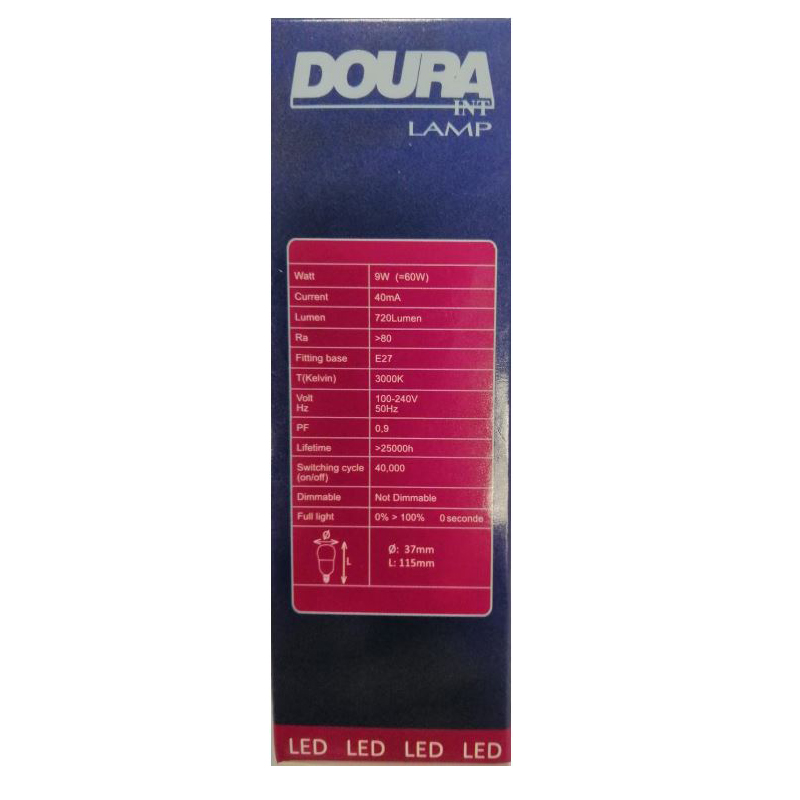 DOURA
INT
LAMP
Watt 9W (=60W)
Current 40mA
Lumen 720Lumen
Ra >80
Fitting base E27
T(Kelvin) 3000K
Volt 100-240V
Hz 50Hz
PF 0,9
Lifetime >25000h
Switching cycle 40,000
(on/off)
Dimmable Not Dimmable
Full light 0% > 100% 0 seconde
Ø
L
Ø: 37mm
L: 115mm
LED LED LED LED